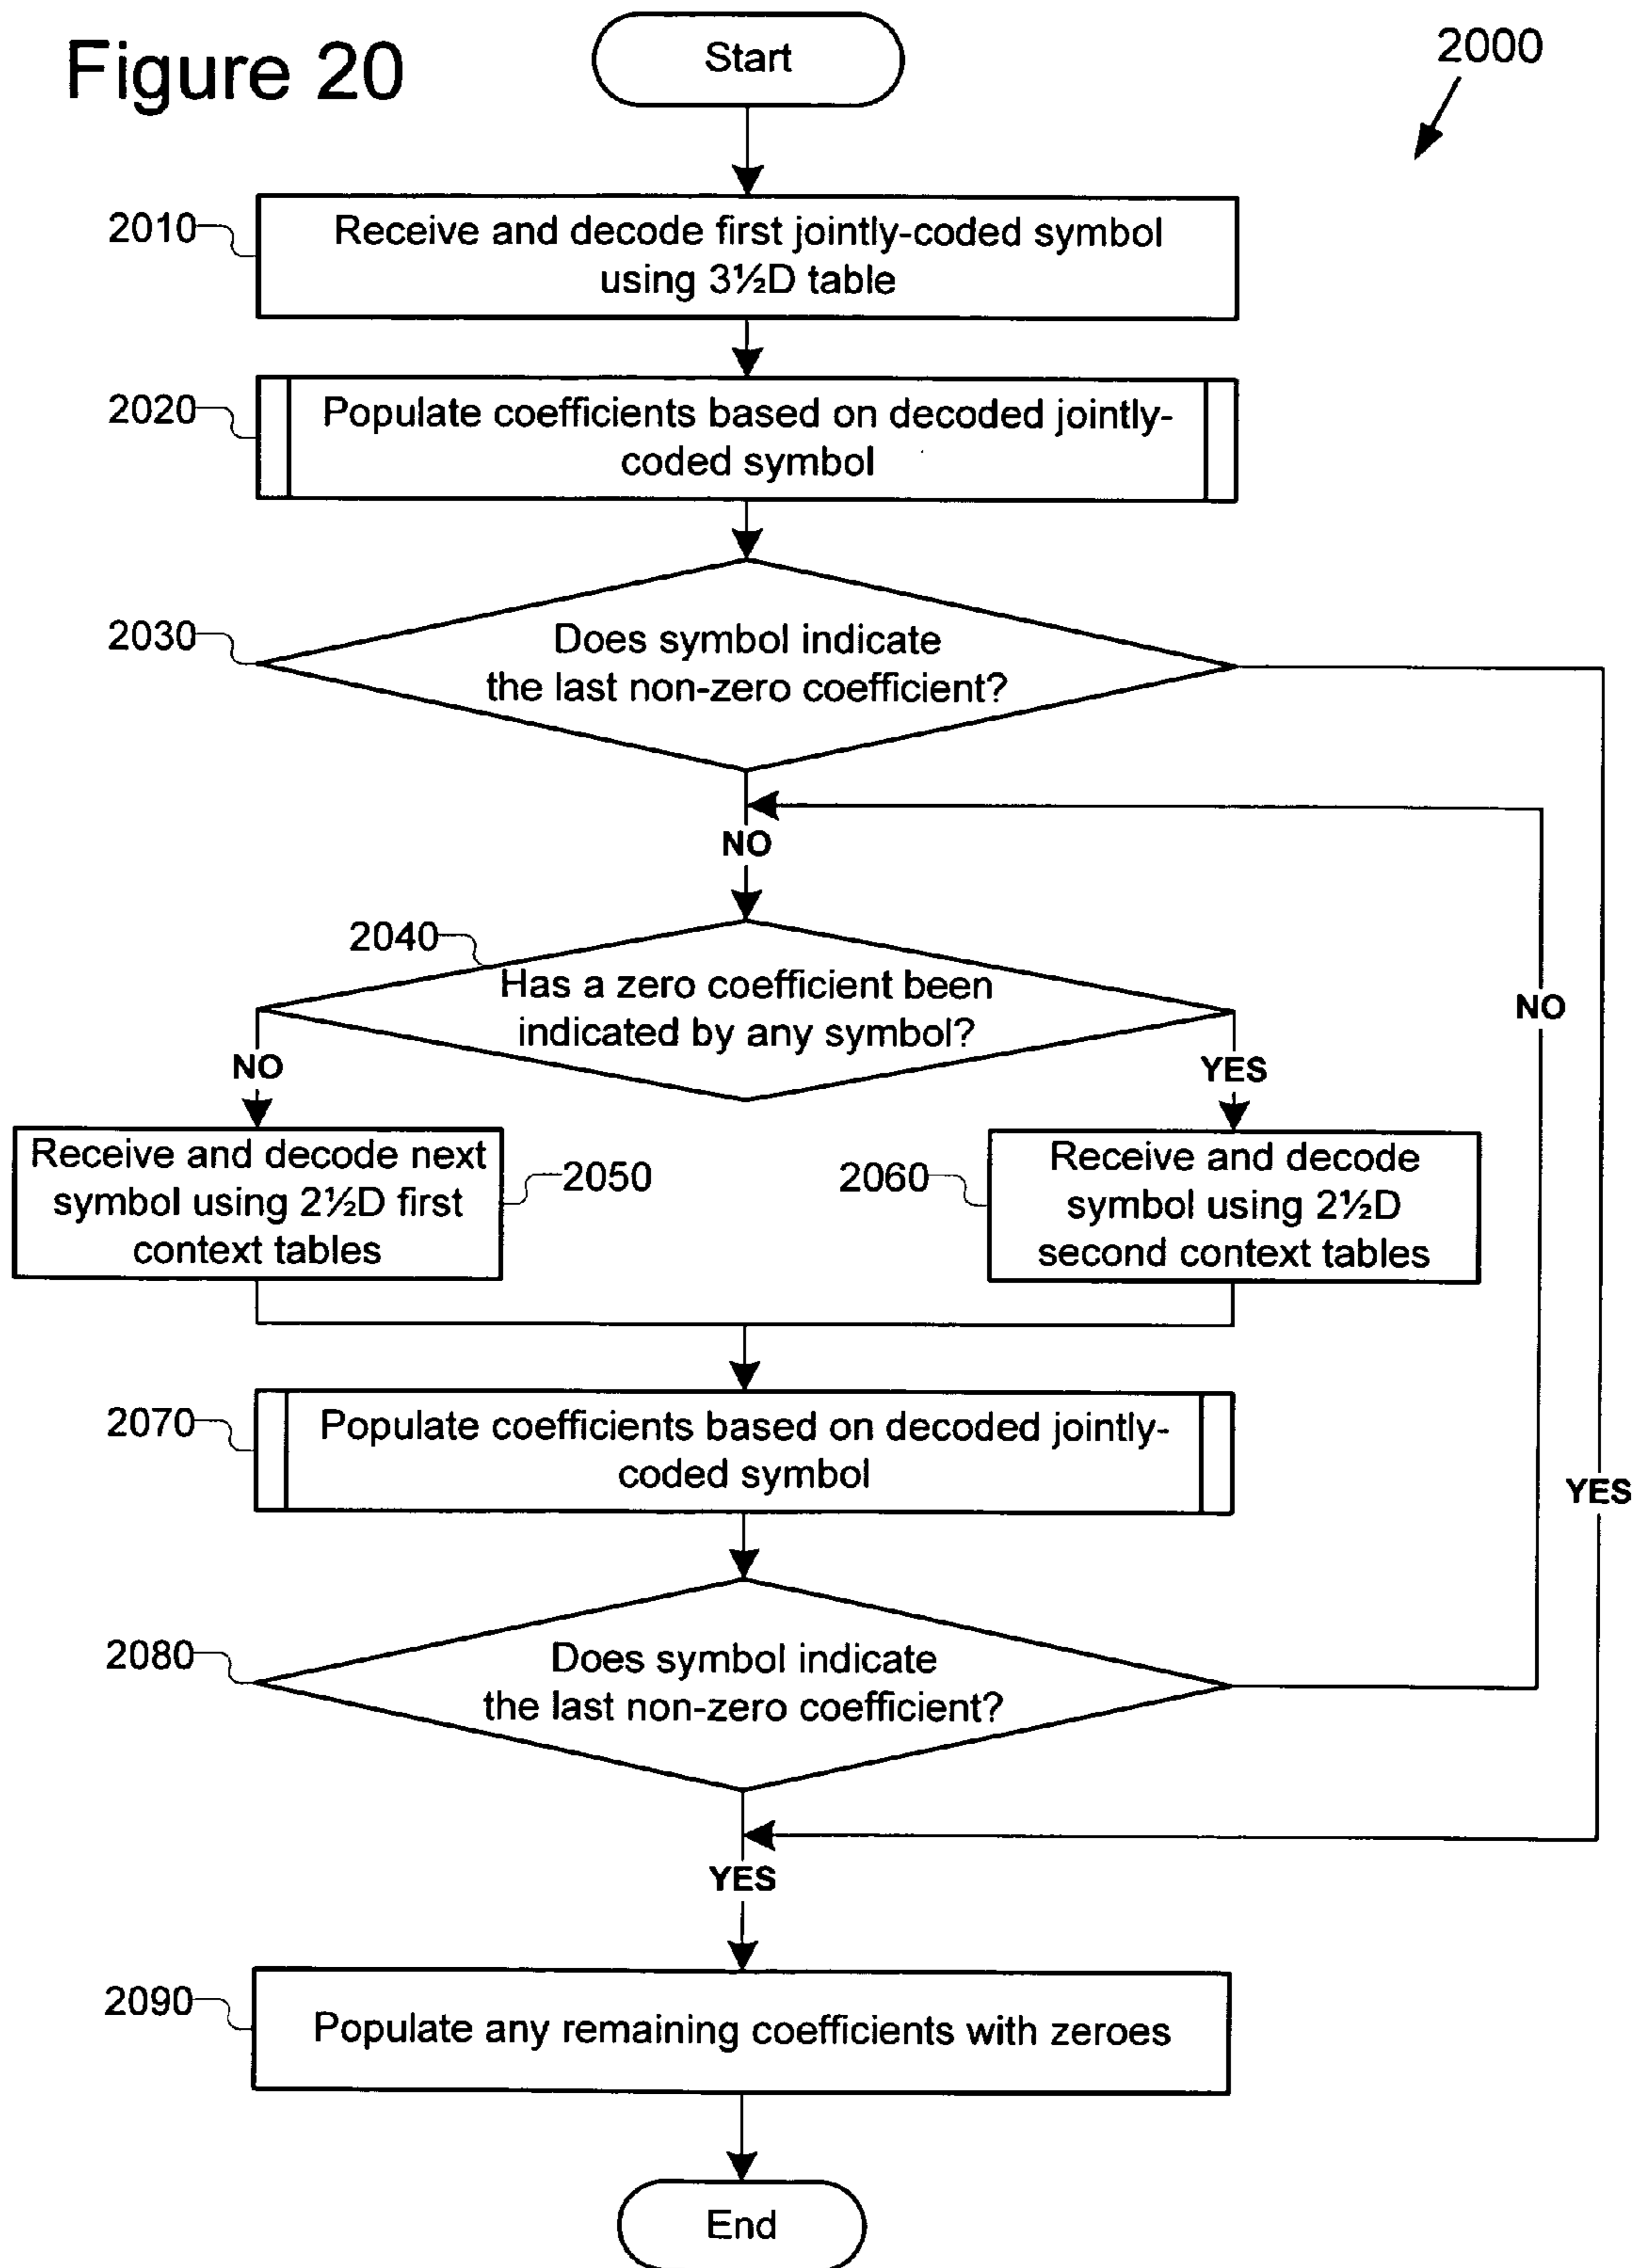 Figure 20
Start
2000
2010
Receive and decode first jointly-coded symbol
using 3½D table
2020
Populate coefficients based on decoded jointly-
coded symbol
2030
Does symbol indicate
the last non-zero coefficient?
NO
2040
Has a zero coefficient been
indicated by any symbol?
NO
NO
YES
Receive and decode next
symbol using 2½D first
context tables
2050
2060
Receive and decode
symbol using 2½D
second context tables
2070
Populate coefficients based on decoded jointly-
coded symbol
YES
2080
Does symbol indicate
the last non-zero coefficient?
YES
2090
Populate any remaining coefficients with zeroes
End